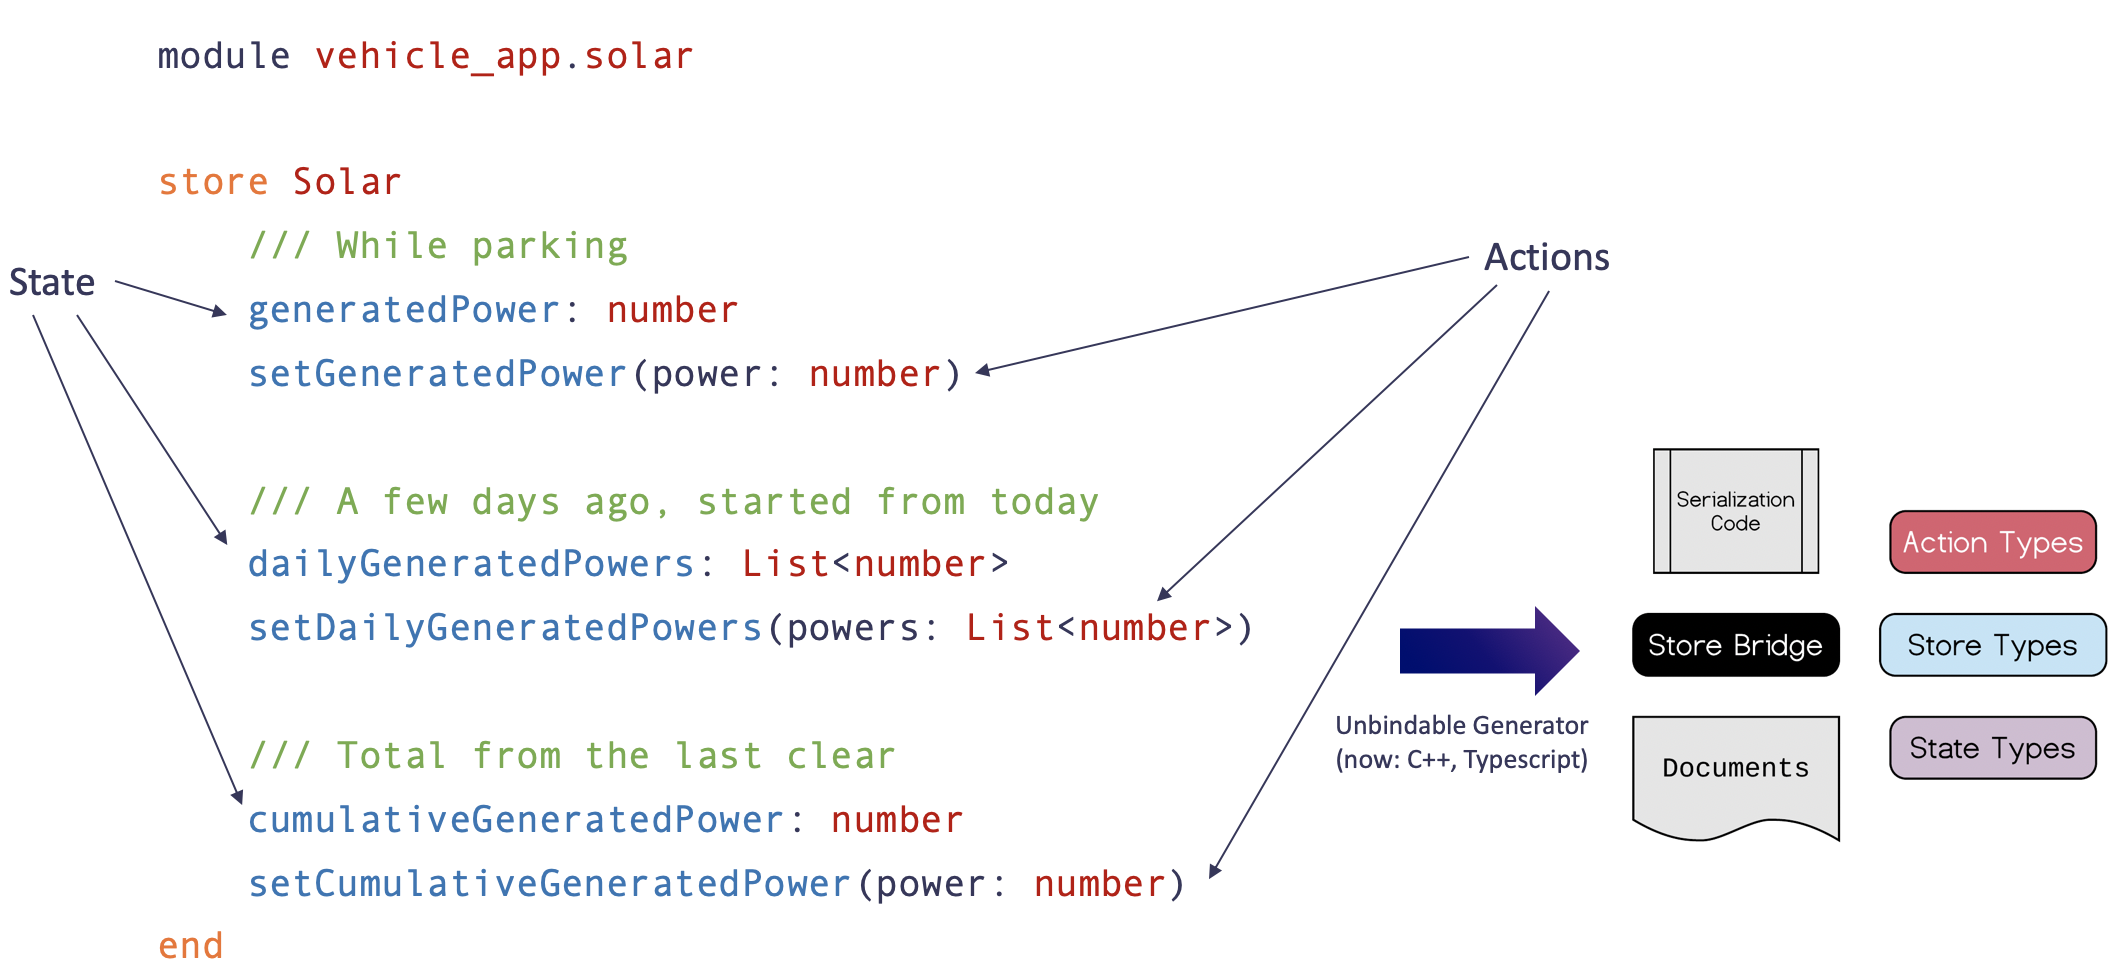 module vehicle_app.solar
store Solar
/// While parking
generatedPower: number
setGeneratedPower(power: number)
/// A few days ago, started from today
dailyGeneratedPowers: List<number>
setDailyGeneratedPowers(powers: List<number>)
/// Total from the last clear
cumulativeGeneratedPower: number
setCumulativeGeneratedPower(power: number)
end
State
Actions
Unbindable Generator
(now: C++, Typescript)
Serialization
Code
Action Types
Store Bridge
Store Types
Documents
State Types